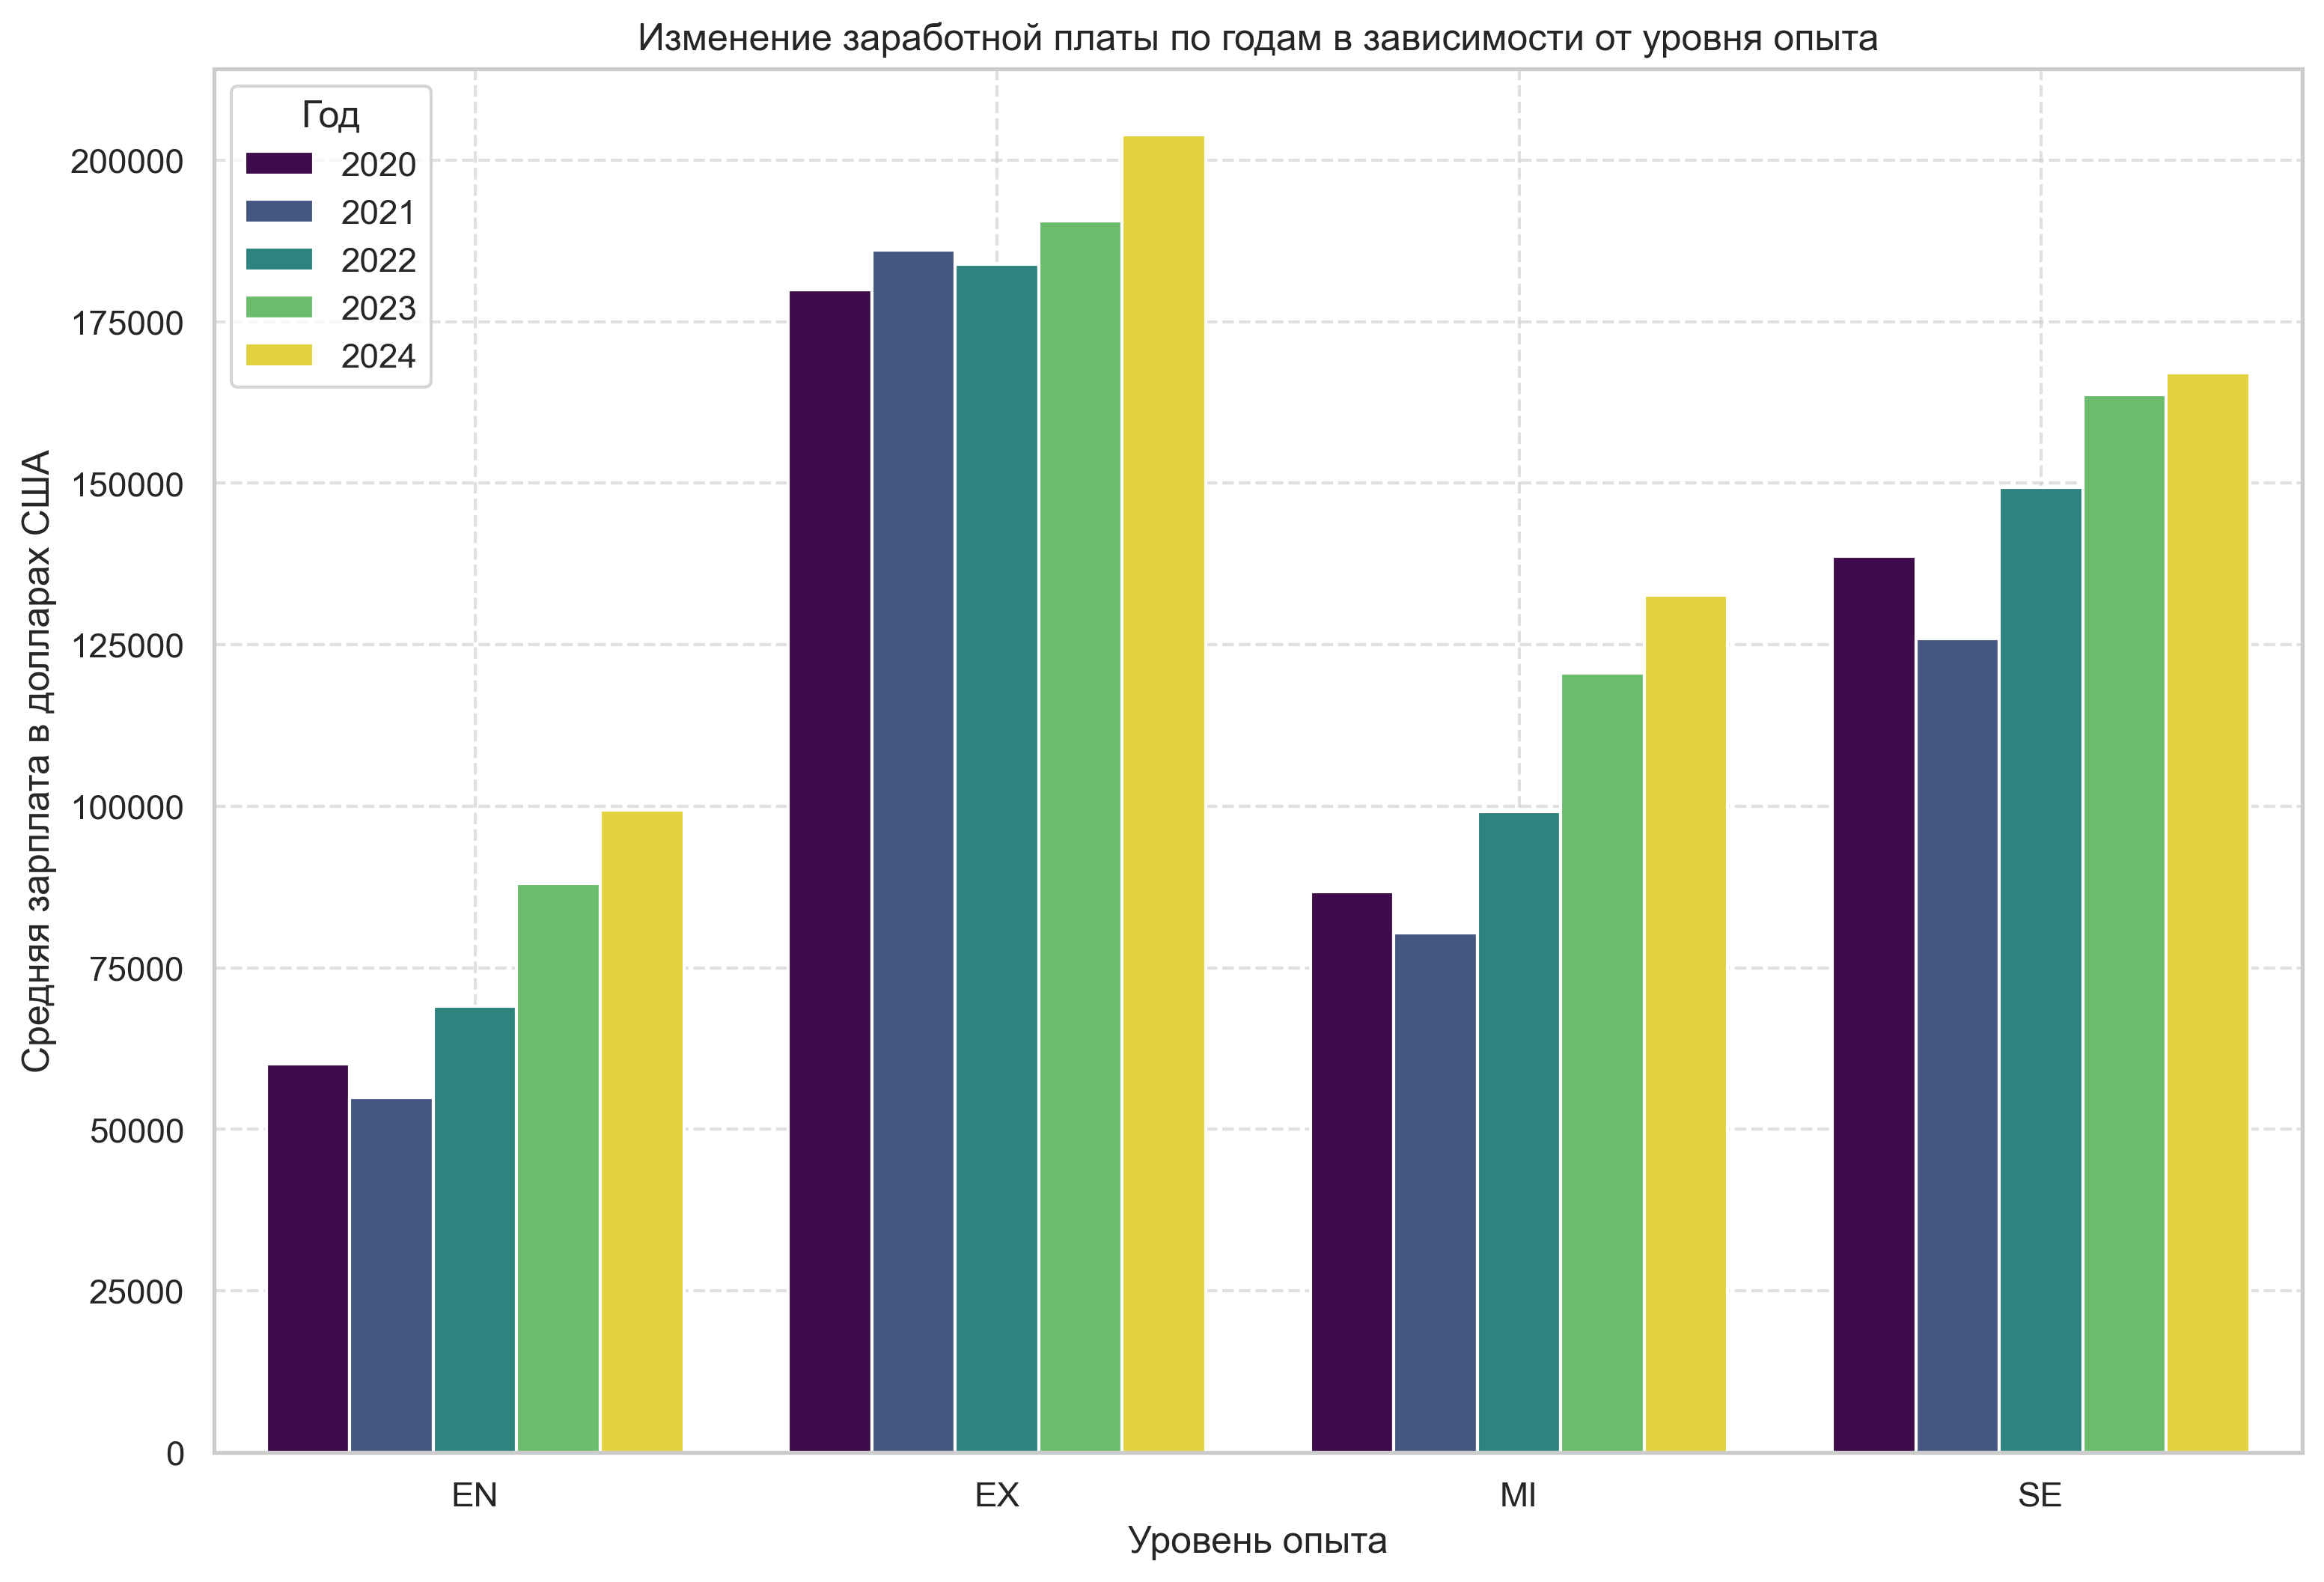 Изменение заработной платы по годам в зависимости от уровня опыта
Год
2020
2021
2022
2023
2024
Средняя зарплата в долларах США
200000
175000
150000
125000
100000
75000
50000
25000
0
EN
EX
MI
SE
Уровень опыта